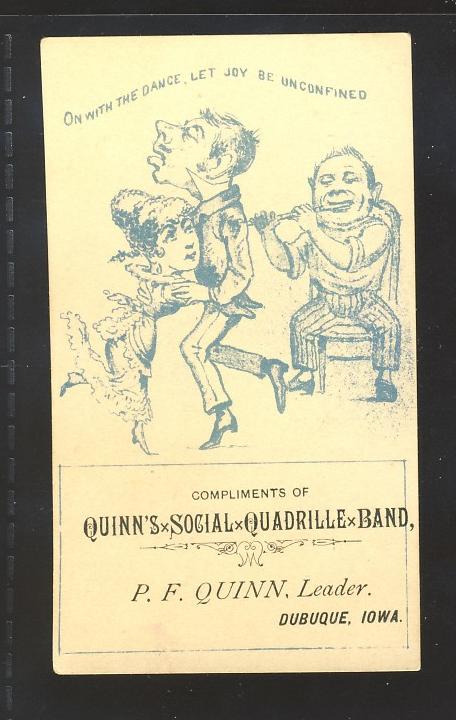 ON WITH THE DANCE, LET JOY BE UNCONFINED
COMPLIMENTS OF
QUINN'S×SOCIAL×QUADRILLE×BAND,
P. F. QUINN, Leader.
DUBUQUE, IOWA.